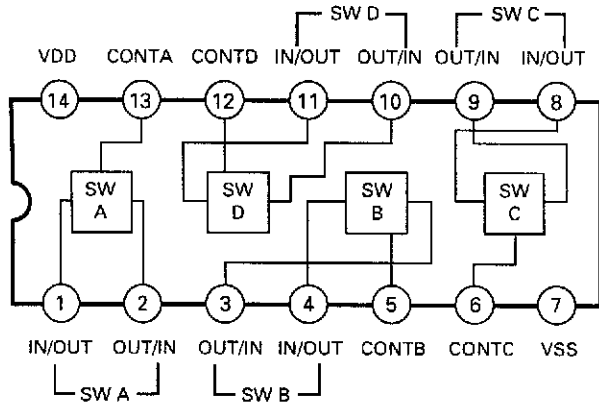 SW D SW C
VDD CONTA CONTD IN/OUT OUT/IN OUT/IN IN/OUT
14 13 12 11 10 9 8
SW A
SW D
SW B
SW C
1 2 3 4 5 6 7
IN/OUT OUT/IN OUT/IN IN/OUT CONTB CONTC VSS
SW A SW B